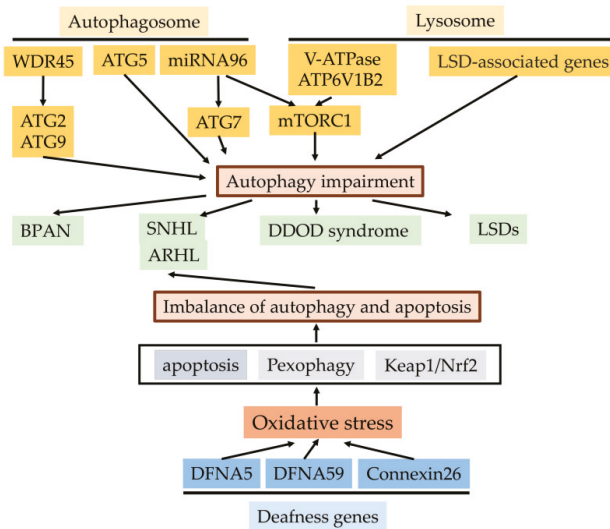 Autophagosome
Lysosome
WDR45
ATG5
miRNA96
V-ATPase
ATP6V1B2
LSD-associated genes
ATG2
ATG9
ATG7
mTORC1
Autophagy impairment
BPAN
SNHL
ARHL
DDOD syndrome
LSDs
Imbalance of autophagy and apoptosis
apoptosis
Pexophagy
Keap1/Nrf2
Oxidative stress
DFNA5
DFNA59
Connexin26
Deafness genes